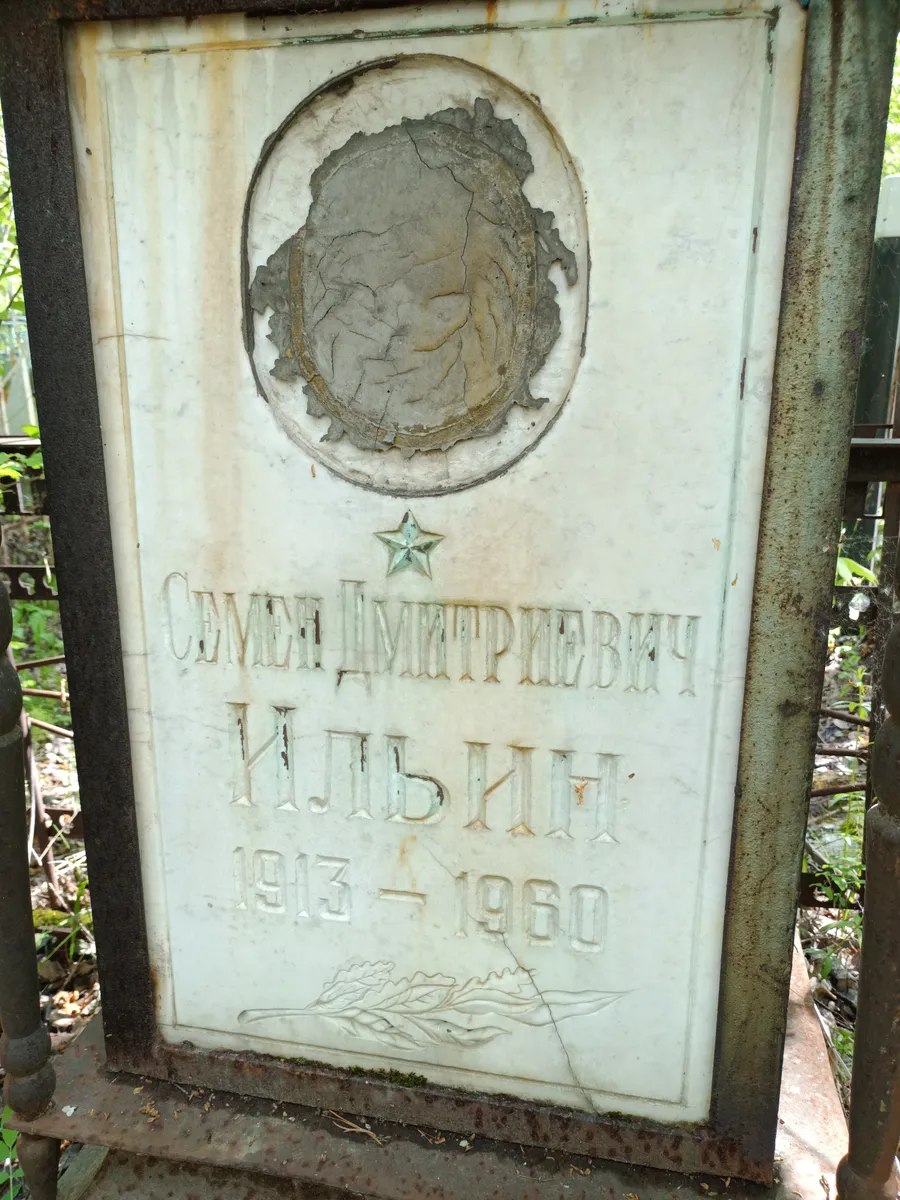 Семен Дмитриевич
Ильин
1913 – 1960